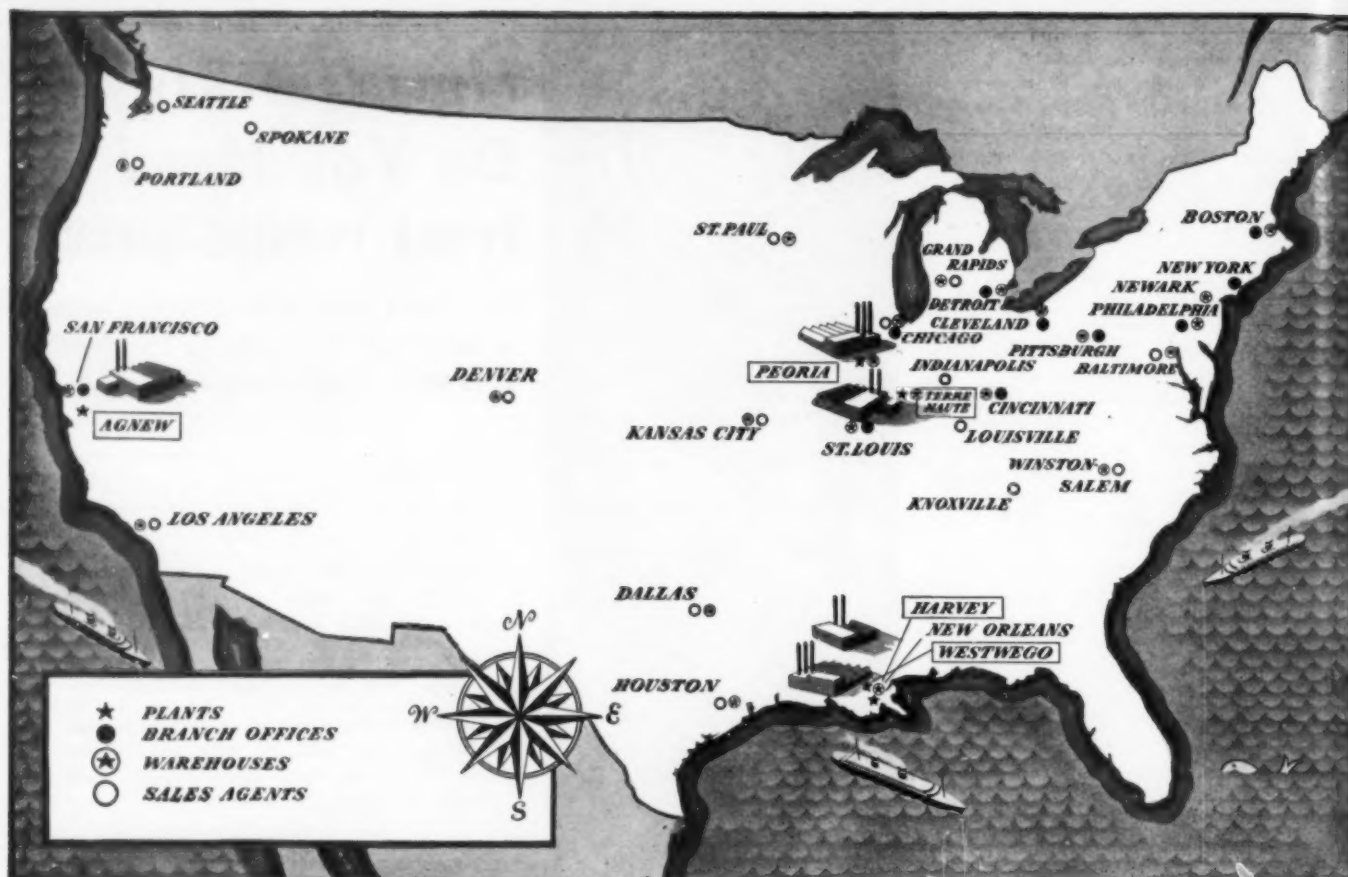 SEATTLE
SPOKANE
PORTLAND
ST. PAUL
BOSTON
GRAND
RAPIDS
NEW YORK
NEWARK
DETROIT
PHILADELPHIA
CLEVELAND
SAN FRANCISCO
CHICAGO
PITTSBURGH
INDIANAPOLIS
BALTIMORE
PEORIA
DENVER
TERRE
HAUTE
CINCINNATI
AGNEW
KANSAS CITY
ST. LOUIS
LOUISVILLE
WINSTON-
SALEM
KNOXVILLE
LOS ANGELES
DALLAS
HARVEY
NEW ORLEANS
WESTWEGO
HOUSTON
N
W
E
S
PLANTS
BRANCH OFFICES
WAREHOUSES
SALES AGENTS